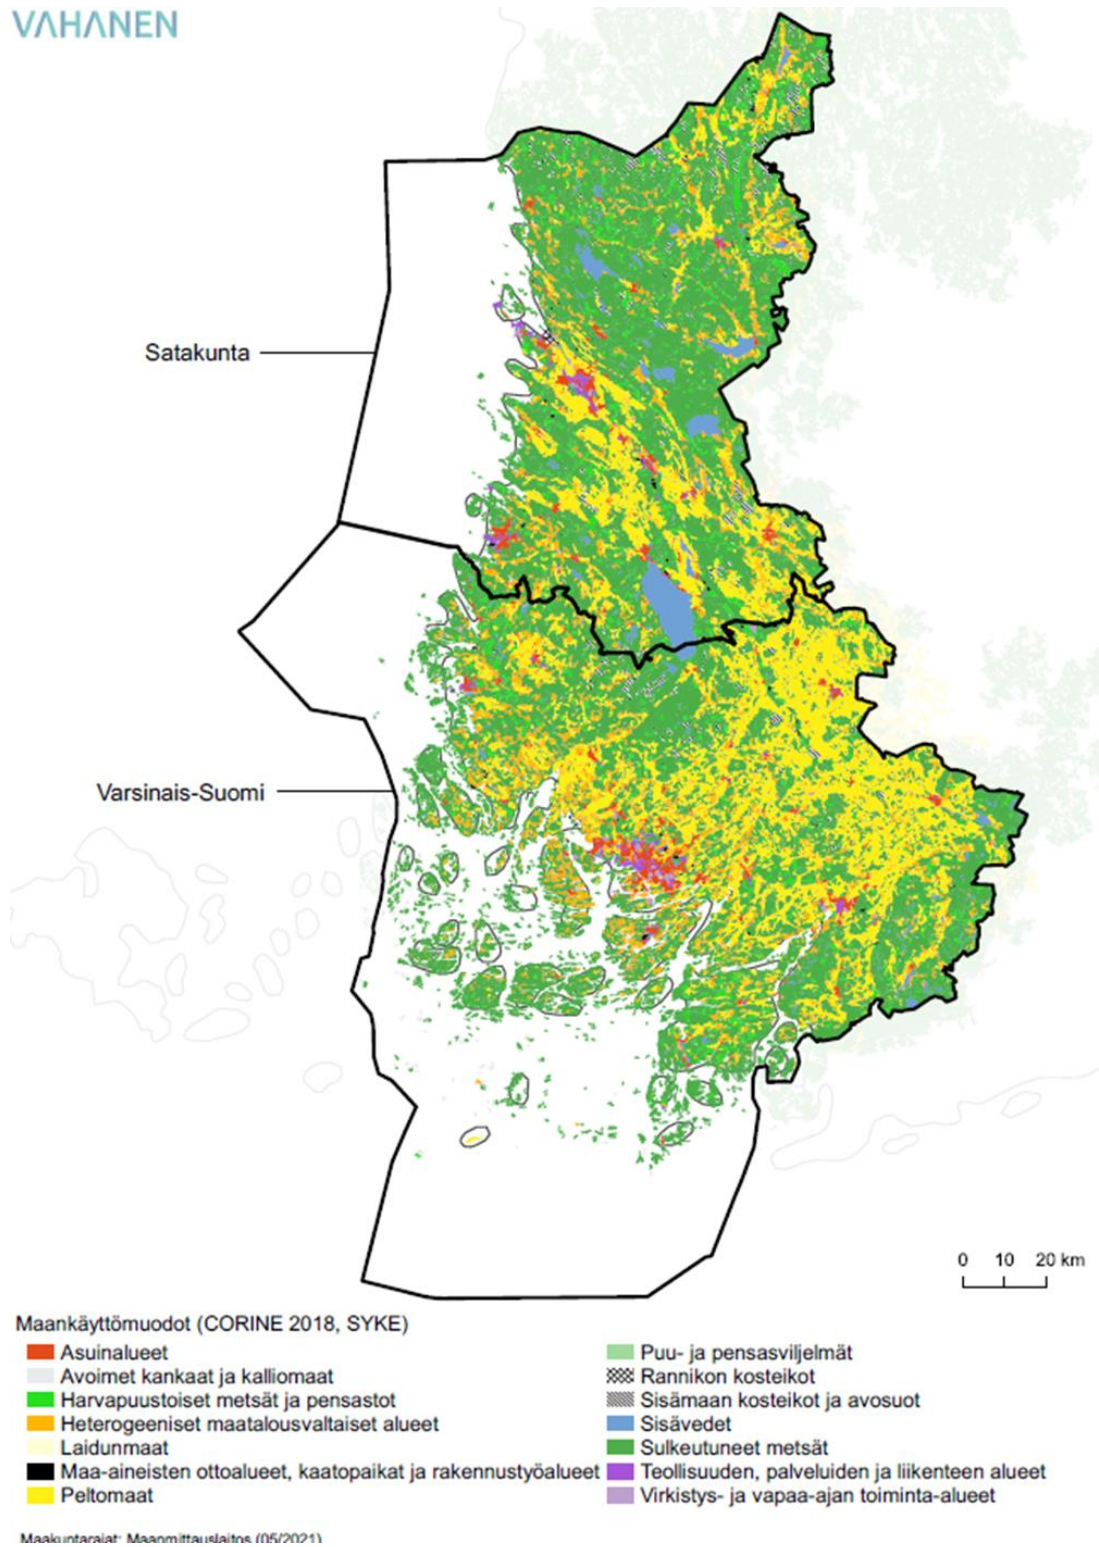 VAHANEN
Satakunta
Varsinais-Suomi
0 10 20 km
Maankäyttömuodot (CORINE 2018, SYKE)
Asuinalueet
Avoimet kankaat ja kalliomaat
Harvapuustoiset metsät ja pensastot
Heterogeeniset maatalousvaltaiset alueet
Laidunmaat
Maa-aineisten ottoalueet, kaatopaikat ja rakennustyöalueet
Peltomaat
Puu- ja pensasviljelmät
Rannikon kosteikot
Sisämaan kosteikot ja avosuot
Sisävedet
Sulkeutuneet metsät
Teollisuuden, palveluiden ja liikenteen alueet
Virkistys- ja vapaa-ajan toiminta-alueet
Maakuntarajat: Maanmittauslaitos (05/2021)